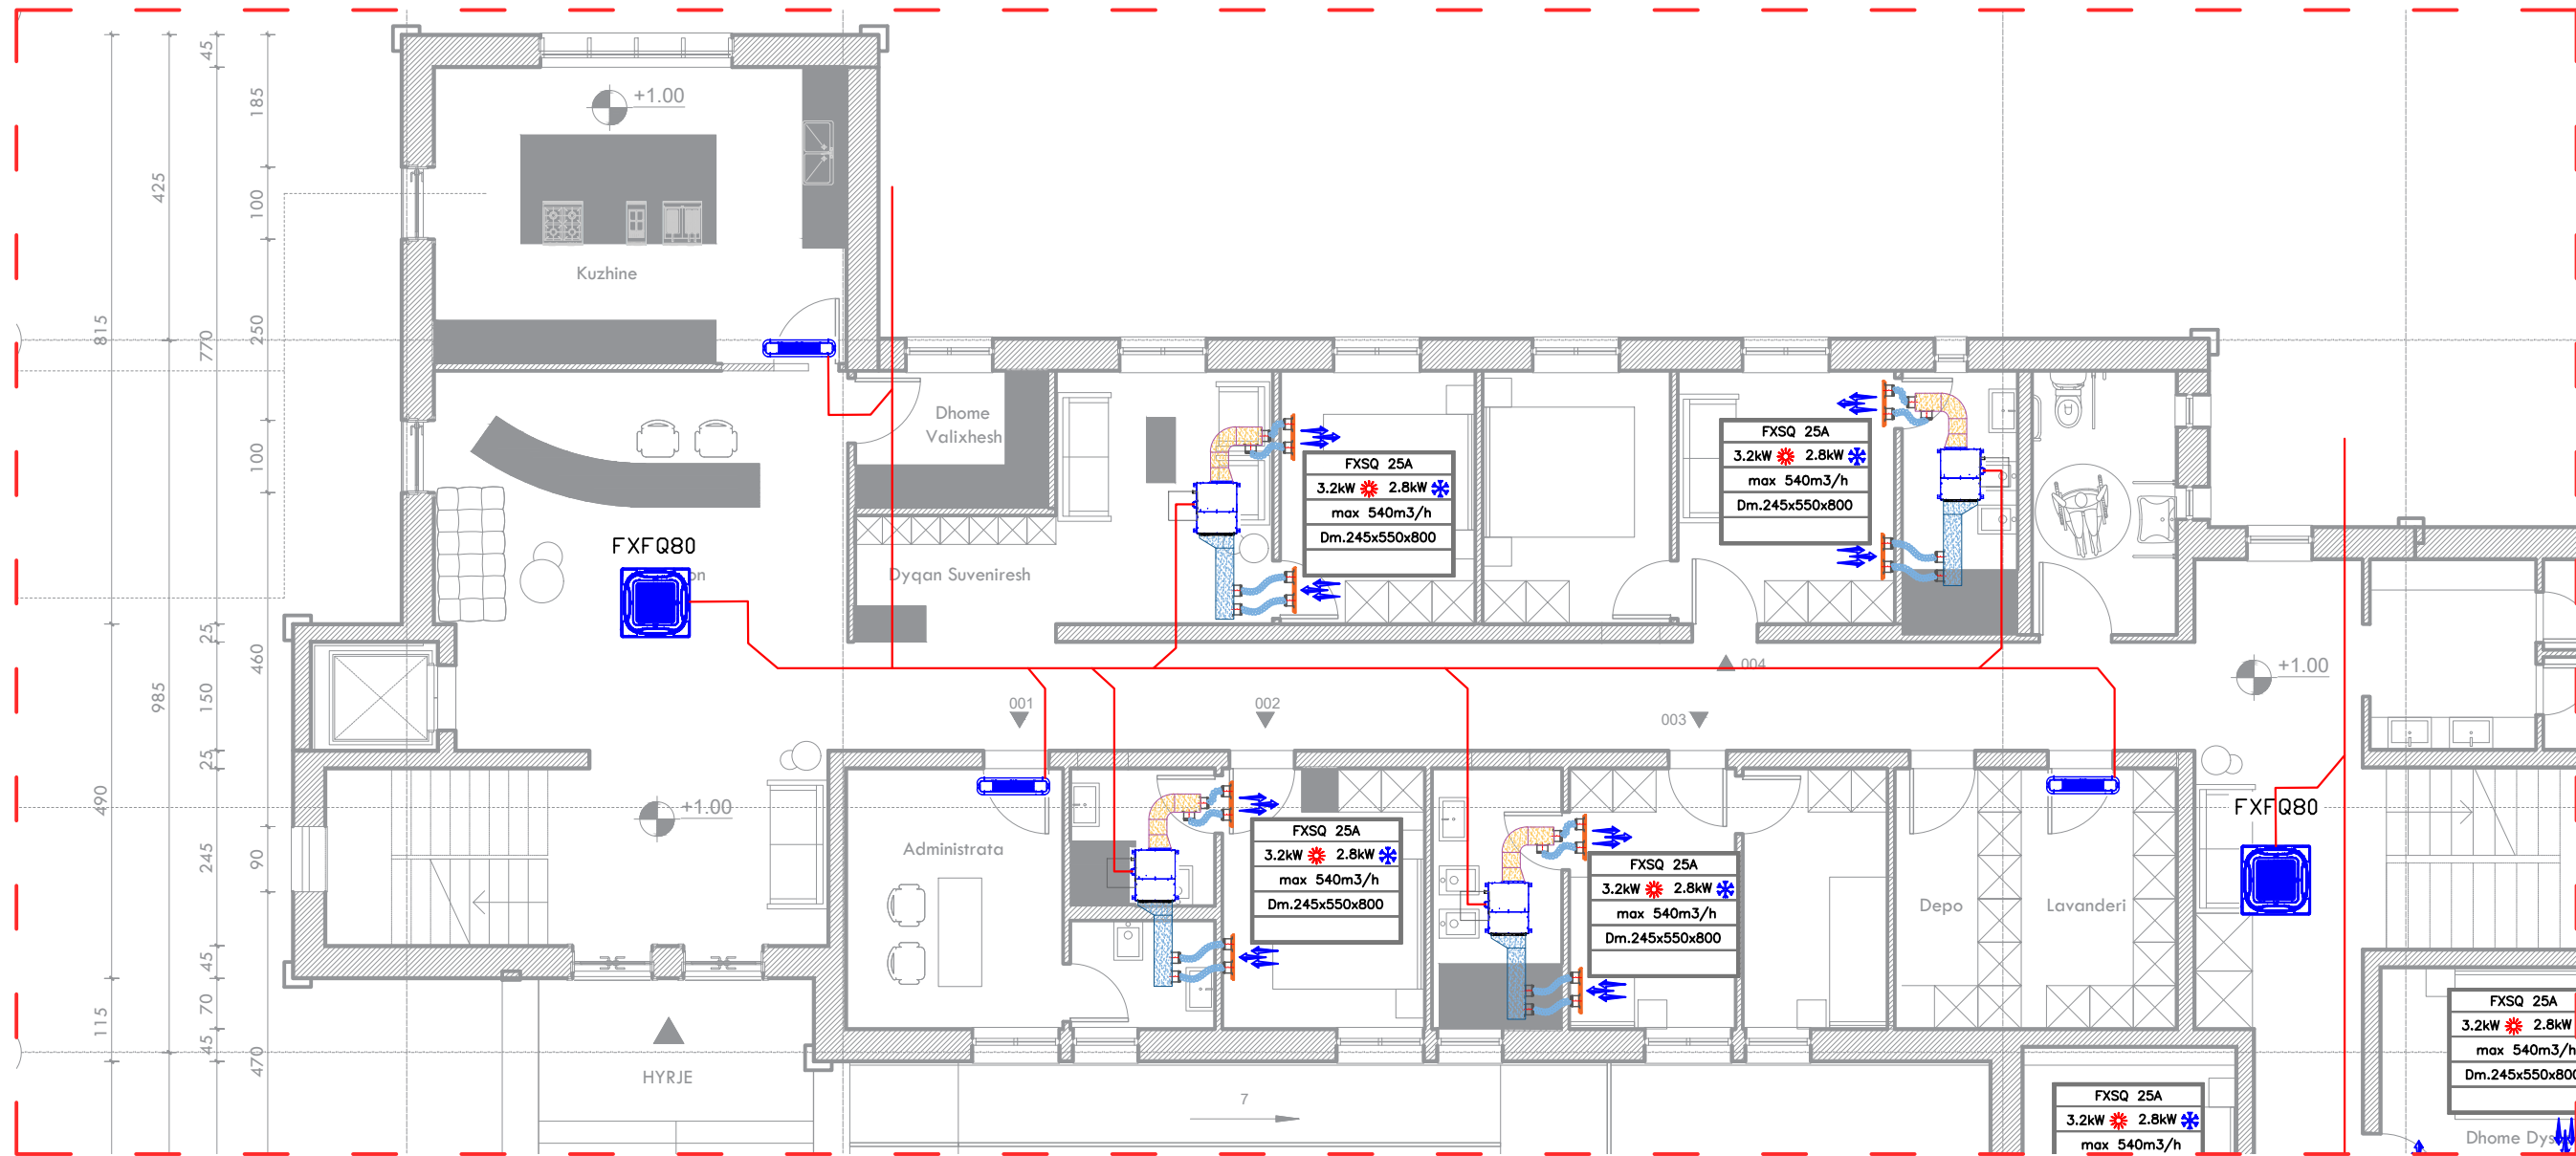 45
185
425
100
815
770
250
100
25
460
985
150
25
490
245
90
45
115
70
45
470
+1.00
Kuzhine
Dhome
Valixhesh
FXFQ80
Dyqan Suveniresh
FXSQ 25A
3.2kW 2.8kW
max 540m3/h
Dm.245x550x800
FXSQ 25A
3.2kW 2.8kW
max 540m3/h
Dm.245x550x800
004
+1.00
001
002
003
+1.00
Administrata
FXSQ 25A
3.2kW 2.8kW
max 540m3/h
Dm.245x550x800
FXSQ 25A
3.2kW 2.8kW
max 540m3/h
Dm.245x550x800
Depo
Lavanderi
FXFQ80
HYRJE
7
FXSQ 25A
3.2kW 2.8kW
max 540m3/h
FXSQ 25A
3.2kW 2.8kW
max 540m3/h
Dm.245x550x800
Dhome Dys